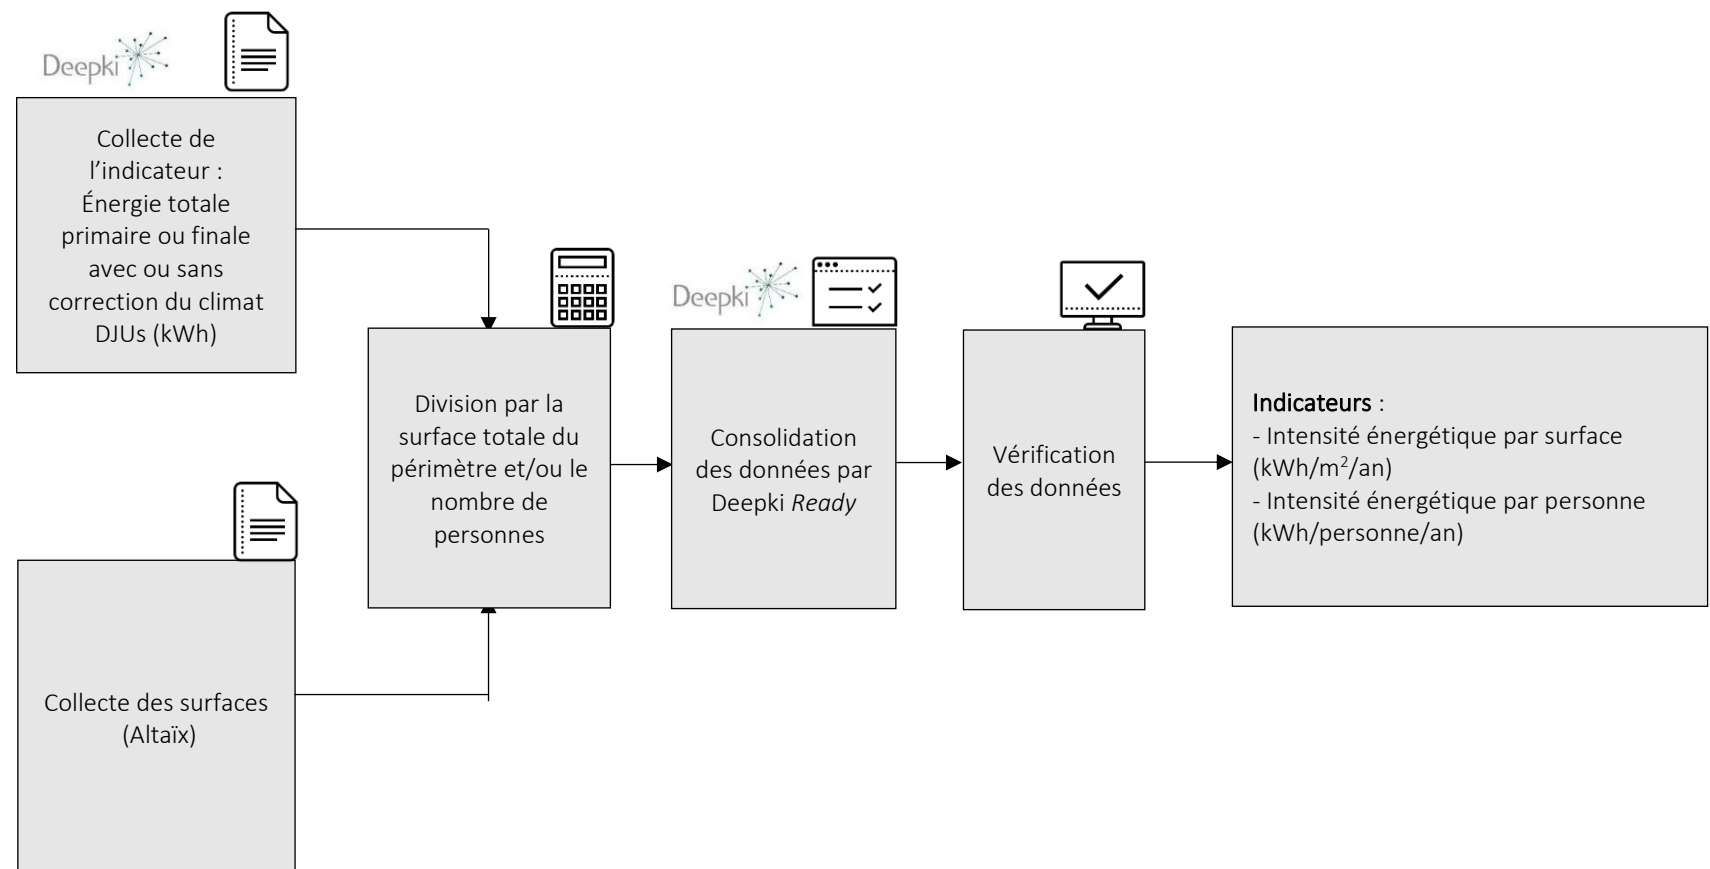 Deepki
Collecte de
l’indicateur :
Énergie totale
primaire ou finale
avec ou sans
correction du climat
DJUs (kWh)
Collecte des surfaces
(Altaïx)
Division par la
surface totale du
périmètre et/ou le
nombre de
personnes
Deepki
Consolidation
des données par
Deepki Ready
Vérification
des données
Indicateurs :
- Intensité énergétique par surface
(kWh/m²/an)
- Intensité énergétique par personne
(kWh/personne/an)